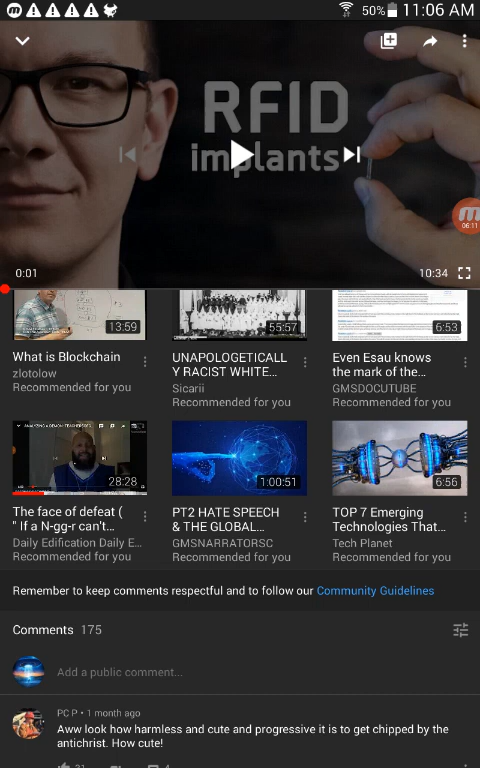 50% 11:06 AM
RFID
implants
06:11
0:01 10:34
13:59
55:57
6:53
What is Blockchain
zlotolow
Recommended for you
UNAPOLOGETICALL
Y RACIST WHITE...
Sicarii
Recommended for you
Even Esau knows
the mark of the...
GMSDOCUTUBE
Recommended for you
28:28
1:00:51
6:56
The face of defeat (
" If a N-gg-r can't...
Daily Edification Daily E...
Recommended for you
PT2 HATE SPEECH
& THE GLOBAL...
GMSNARRATORSC
Recommended for you
TOP 7 Emerging
Technologies That...
Tech Planet
Recommended for you
Remember to keep comments respectful and to follow our Community Guidelines
Comments 175
Add a public comment...
PC P • 1 month ago
Aww look how harmless and cute and progressive it is to get chipped by the
antichrist. How cute!